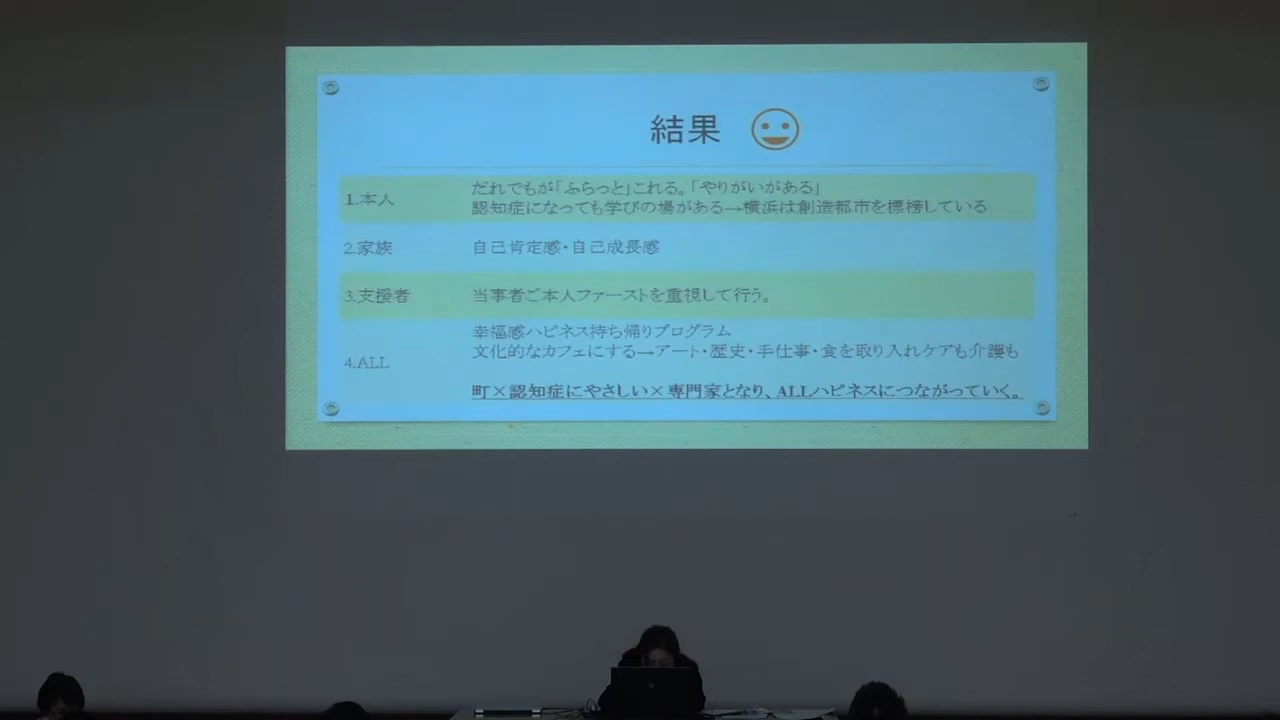 結果
1.本人
だれでもが「ふらっと」これる。「やりがいがある」
認知症になっても学びの場がある→横浜は創造都市を標榜している
2.家族
自己肯定感・自己成長感
3.支援者
当事者ご本人ファーストを重視して行う。
4.ALL
幸福感ハピネス持ち帰りプログラム
文化的なカフェにする→アート・歴史・手仕事・食を取り入れケアも介護も
町×認知症にやさしい×専門家となり、ALLハピネスにつながっていく。